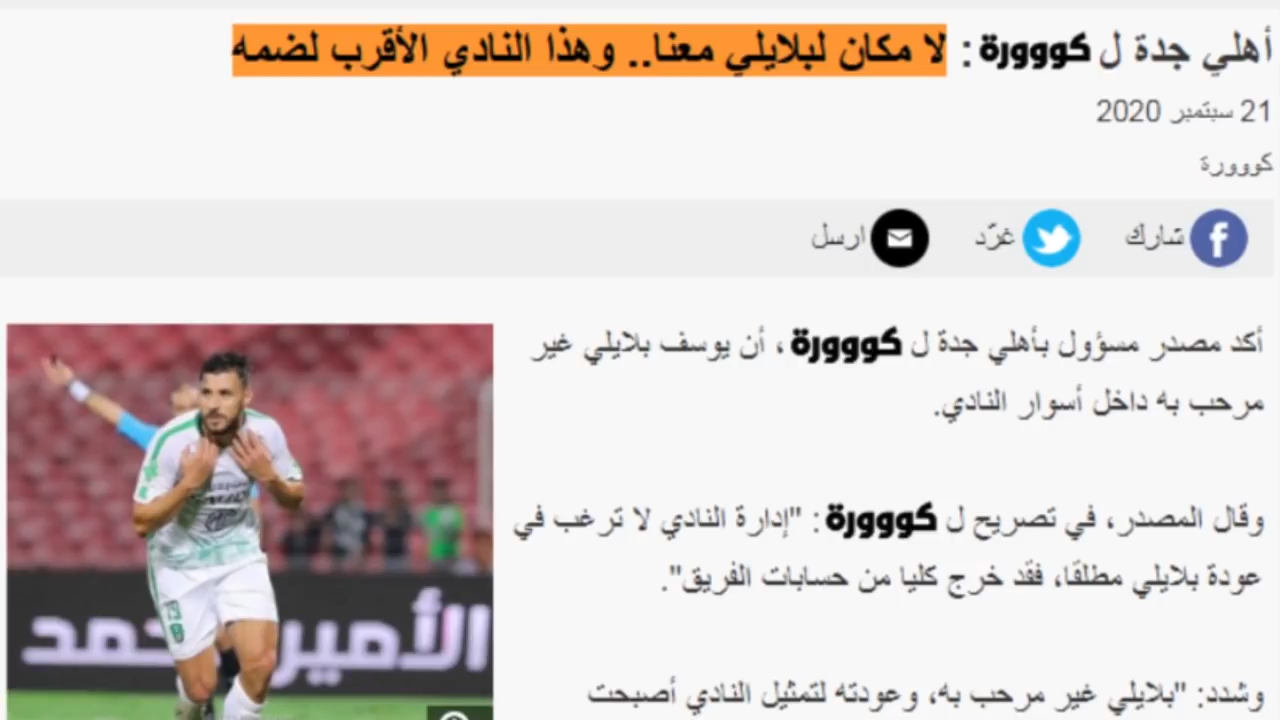 أهلي جدة ل كووورة : لا مكان لبلايلي معنا.. وهذا النادي الأقرب لضمه
21 سبتمبر 2020
كووورة
شارك غرّد ارسل
أكد مصدر مسؤول بأهلي جدة ل كووورة ، أن يوسف بلايلي غير
مرحب به داخل أسوار النادي.
وقال المصدر، في تصريح ل كووورة : "إدارة النادي لا ترغب في
عودة بلايلي مطلقا، فقد خرج كليا من حسابات الفريق".
وشدد: "بلايلي غير مرحب به، وعودته لتمثيل النادي أصبحت
الأمير حمد